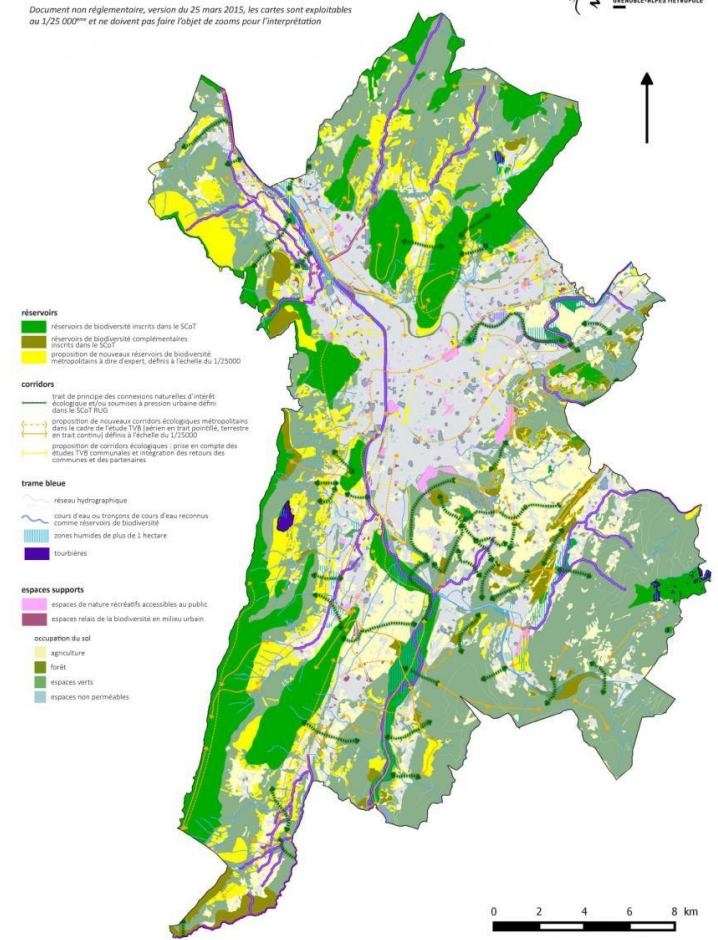 Document non réglementaire, version du 25 mars 2015, les cartes sont exploitables
au 1/25 000ème et ne doivent pas faire l'objet de zooms pour l'interprétation
GRENOBLE-ALPES MÉTROPOLE
réservoirs
réservoirs de biodiversité inscrits dans le SCoT
réservoirs de biodiversité complémentaires
inscrits dans le SCoT
proposition de nouveaux réservoirs de biodiversité
métropolitains à dire d'expert, définis à l'échelle du 1/25000
corridors
trait de principe des connexions naturelles d'intérêt
écologique et/ou soumises à pression urbaine défini
dans le SCoT RUG
proposition de nouveaux corridors écologiques métropolitains
dans le cadre de l'étude TVB (aérien en trait pointillé, terrestre
en trait continu) définis à l'échelle du 1/25000
proposition de corridors écologiques : prise en compte des
études TVB communales et intégration des retours des
communes et des partenaires
trame bleue
réseau hydrographique
cours d'eau ou tronçons de cours d'eau reconnus
comme réservoirs de biodiversité
zones humides de plus de 1 hectare
tourbières
espaces supports
espaces de nature récréatifs accessibles au public
espaces relais de la biodiversité en milieu urbain
occupation du sol
agriculture
forêt
espaces verts
espaces non perméables
0 2 4 6 8 km